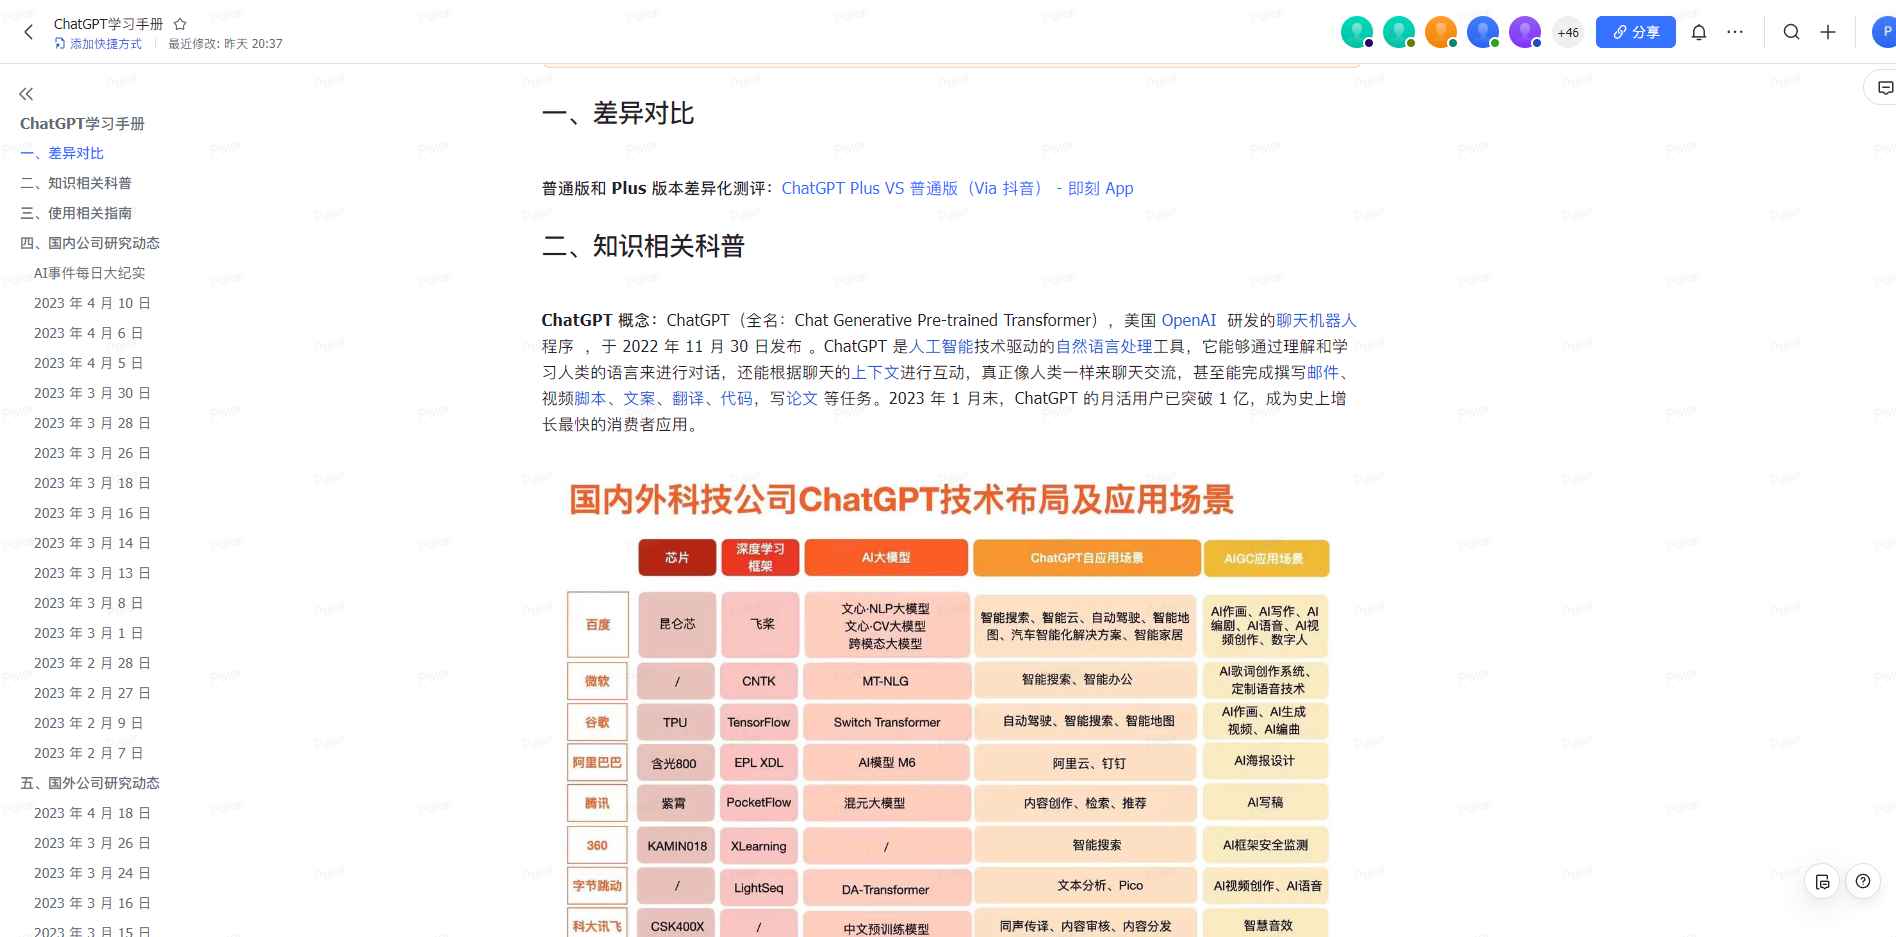 ChatGPT学习手册
添加快捷方式
最近修改: 昨天 20:37
+46
分享
P
ChatGPT学习手册
一、差异对比
二、知识相关科普
三、使用相关指南
四、国内公司研究动态
AI事件每日大纪实
2023 年 4 月 10 日
2023 年 4 月 6 日
2023 年 4 月 5 日
2023 年 3 月 30 日
2023 年 3 月 28 日
2023 年 3 月 26 日
2023 年 3 月 18 日
2023 年 3 月 16 日
2023 年 3 月 14 日
2023 年 3 月 13 日
2023 年 3 月 8 日
2023 年 3 月 1 日
2023 年 2 月 28 日
2023 年 2 月 27 日
2023 年 2 月 9 日
2023 年 2 月 7 日
五、国外公司研究动态
2023 年 4 月 18 日
2023 年 3 月 26 日
2023 年 3 月 24 日
2023 年 3 月 16 日
2023 年 3 月 15 日
一、差异对比
普通版和 Plus 版本差异化测评：ChatGPT Plus VS 普通版（Via 抖音） - 即刻 App
二、知识相关科普
ChatGPT 概念：ChatGPT（全名：Chat Generative Pre-trained Transformer），美国 OpenAI 研发的聊天机器人
程序 ，于 2022 年 11 月 30 日发布 。ChatGPT 是人工智能技术驱动的自然语言处理工具，它能够通过理解和学
习人类的语言来进行对话，还能根据聊天的上下文进行互动，真正像人类一样来聊天交流，甚至能完成撰写邮件、
视频脚本、文案、翻译、代码，写论文 等任务。2023 年 1 月末，ChatGPT 的月活用户已突破 1 亿，成为史上增
长最快的消费者应用。
国内外科技公司ChatGPT技术布局及应用场景
芯片
深度学习
框架
AI大模型
ChatGPT自应用场景
AIGC应用场景
百度
昆仑芯
飞桨
文心·NLP大模型
文心·CV大模型
跨模态大模型
智能搜索、智能云、自动驾驶、智能地
图、汽车智能化解决方案、智能家居
AI作画、AI写作、AI
编剧、AI语音、AI视
频创作、数字人
微软
/
CNTK
MT-NLG
智能搜索、智能办公
AI歌词创作系统、
定制语音技术
谷歌
TPU
TensorFlow
Switch Transformer
自动驾驶、智能搜索、智能地图
AI作画、AI生成
视频、AI编曲
阿里巴巴
含光800
EPL XDL
AI模型 M6
阿里云、钉钉
AI海报设计
腾讯
紫霄
PocketFlow
混元大模型
内容创作、检索、推荐
AI写稿
360
KAMIN018
XLearning
/
智能搜索
AI框架安全监测
字节跳动
/
LightSeq
DA-Transformer
文本分析、Pico
AI视频创作、AI语音
科大讯飞
CSK400X
/
中文预训练模型
同声传译、内容审核、内容分发
智慧音效